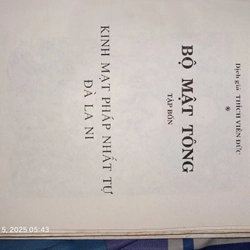 Dịch giả THÍCH VIÊN ĐỨC
*
BỘ MẬT TÔNG
TẬP BỐN
KINH MẠT PHÁP NHẤT TỰ
ĐÀ LA NI
5, 2025 05:43